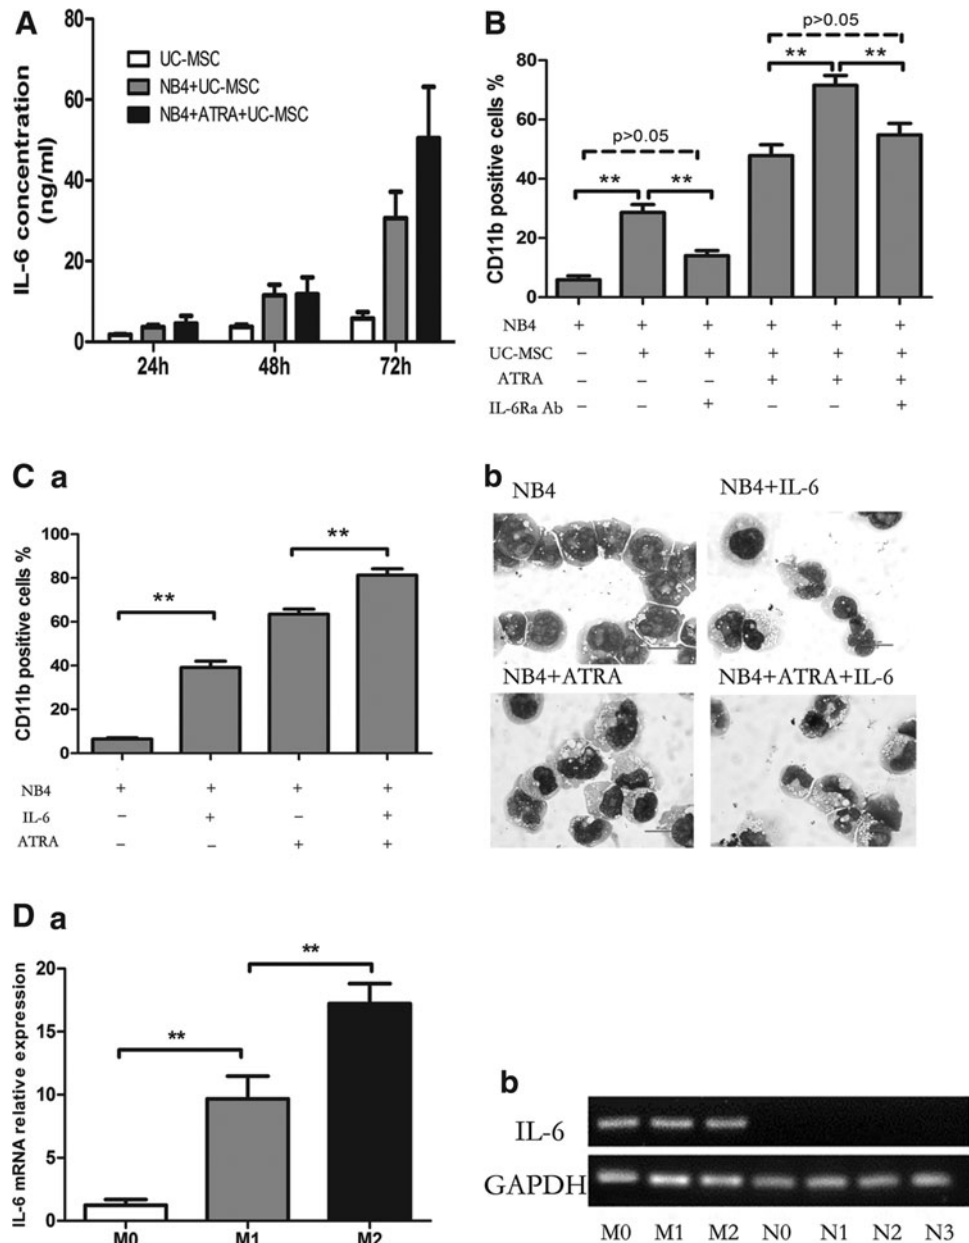 A
IL-6 concentration
(ng/ml)
80
60
40
20
0
UC-MSC
NB4+UC-MSC
NB4+ATRA+UC-MSC
24h 48h 72h
B
CD11b positive cells %
80
60
40
20
0
p>0.05
** **
p>0.05
** **
NB4 + + + + + +
UC-MSC – + + + + +
ATRA – – – + + +
IL-6Ra Ab – – + – – +
C a
CD11b positive cells %
100
80
60
40
20
0
**
**
NB4 + + + +
IL-6 – + – +
ATRA – – + +
b
NB4 NB4+IL-6
NB4+ATRA NB4+ATRA+IL-6
D a
IL-6 mRNA relative expression
20
15
10
5
0
**
**
M0 M1 M2
b
IL-6
GAPDH
M0 M1 M2 N0 N1 N2 N3